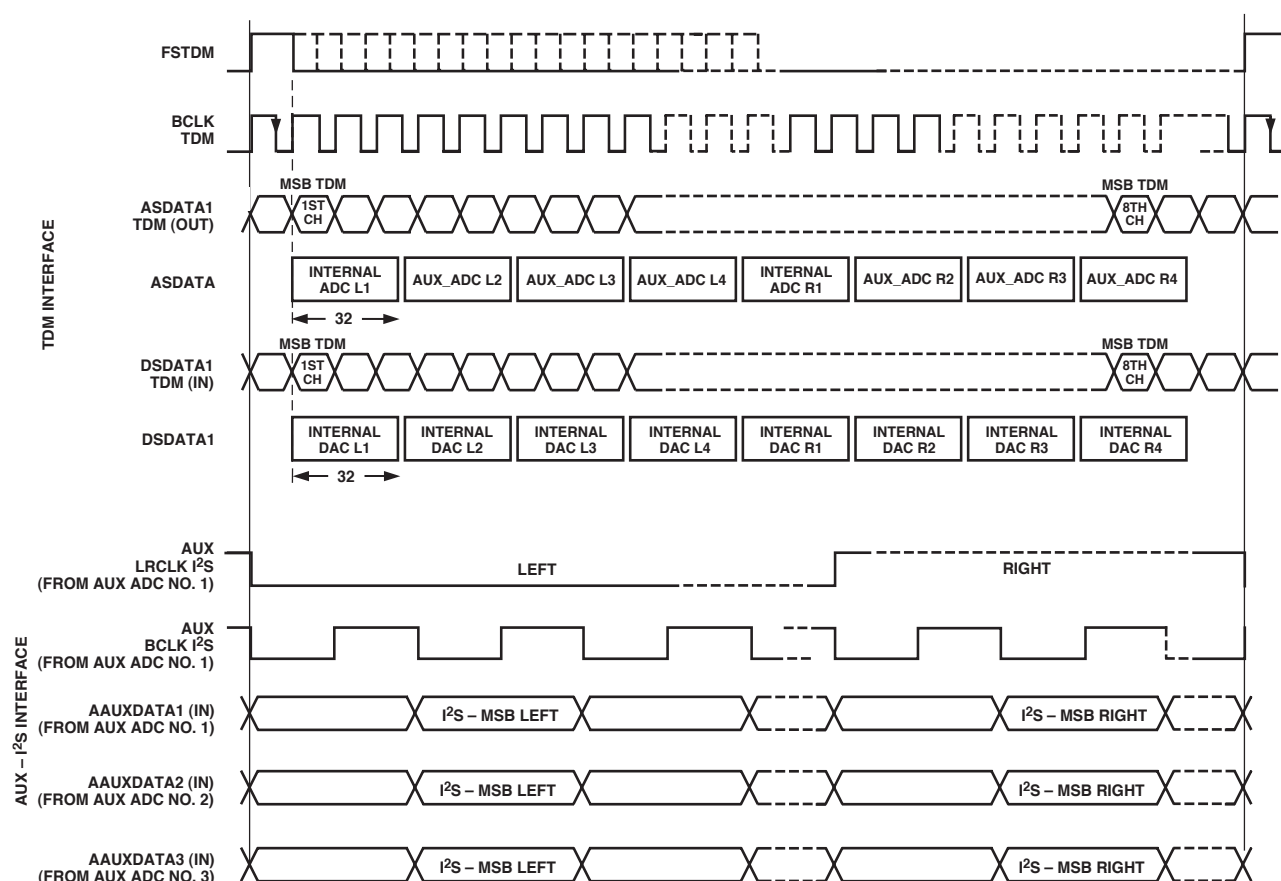 FSTDM
BCLK
TDM
MSB TDM
MSB TDM
ASDATA1
TDM (OUT)
1ST
CH
8TH
CH
ASDATA
INTERNAL
ADC L1
AUX_ADC L2
AUX_ADC L3
AUX_ADC L4
INTERNAL
ADC R1
AUX_ADC R2
AUX_ADC R3
AUX_ADC R4
32
TDM INTERFACE
MSB TDM
MSB TDM
DSDATA1
TDM (IN)
1ST
CH
8TH
CH
DSDATA1
INTERNAL
DAC L1
INTERNAL
DAC L2
INTERNAL
DAC L3
INTERNAL
DAC L4
INTERNAL
DAC R1
INTERNAL
DAC R2
INTERNAL
DAC R3
INTERNAL
DAC R4
32
AUX
LRCLK I²S
(FROM AUX ADC NO. 1)
LEFT
RIGHT
AUX
BCLK I²S
(FROM AUX ADC NO. 1)
AUX – I²S INTERFACE
AAUXDATA1 (IN)
(FROM AUX ADC NO. 1)
I²S – MSB LEFT
I²S – MSB RIGHT
AAUXDATA2 (IN)
(FROM AUX ADC NO. 2)
I²S – MSB LEFT
I²S – MSB RIGHT
AAUXDATA3 (IN)
(FROM AUX ADC NO. 3)
I²S – MSB LEFT
I²S – MSB RIGHT